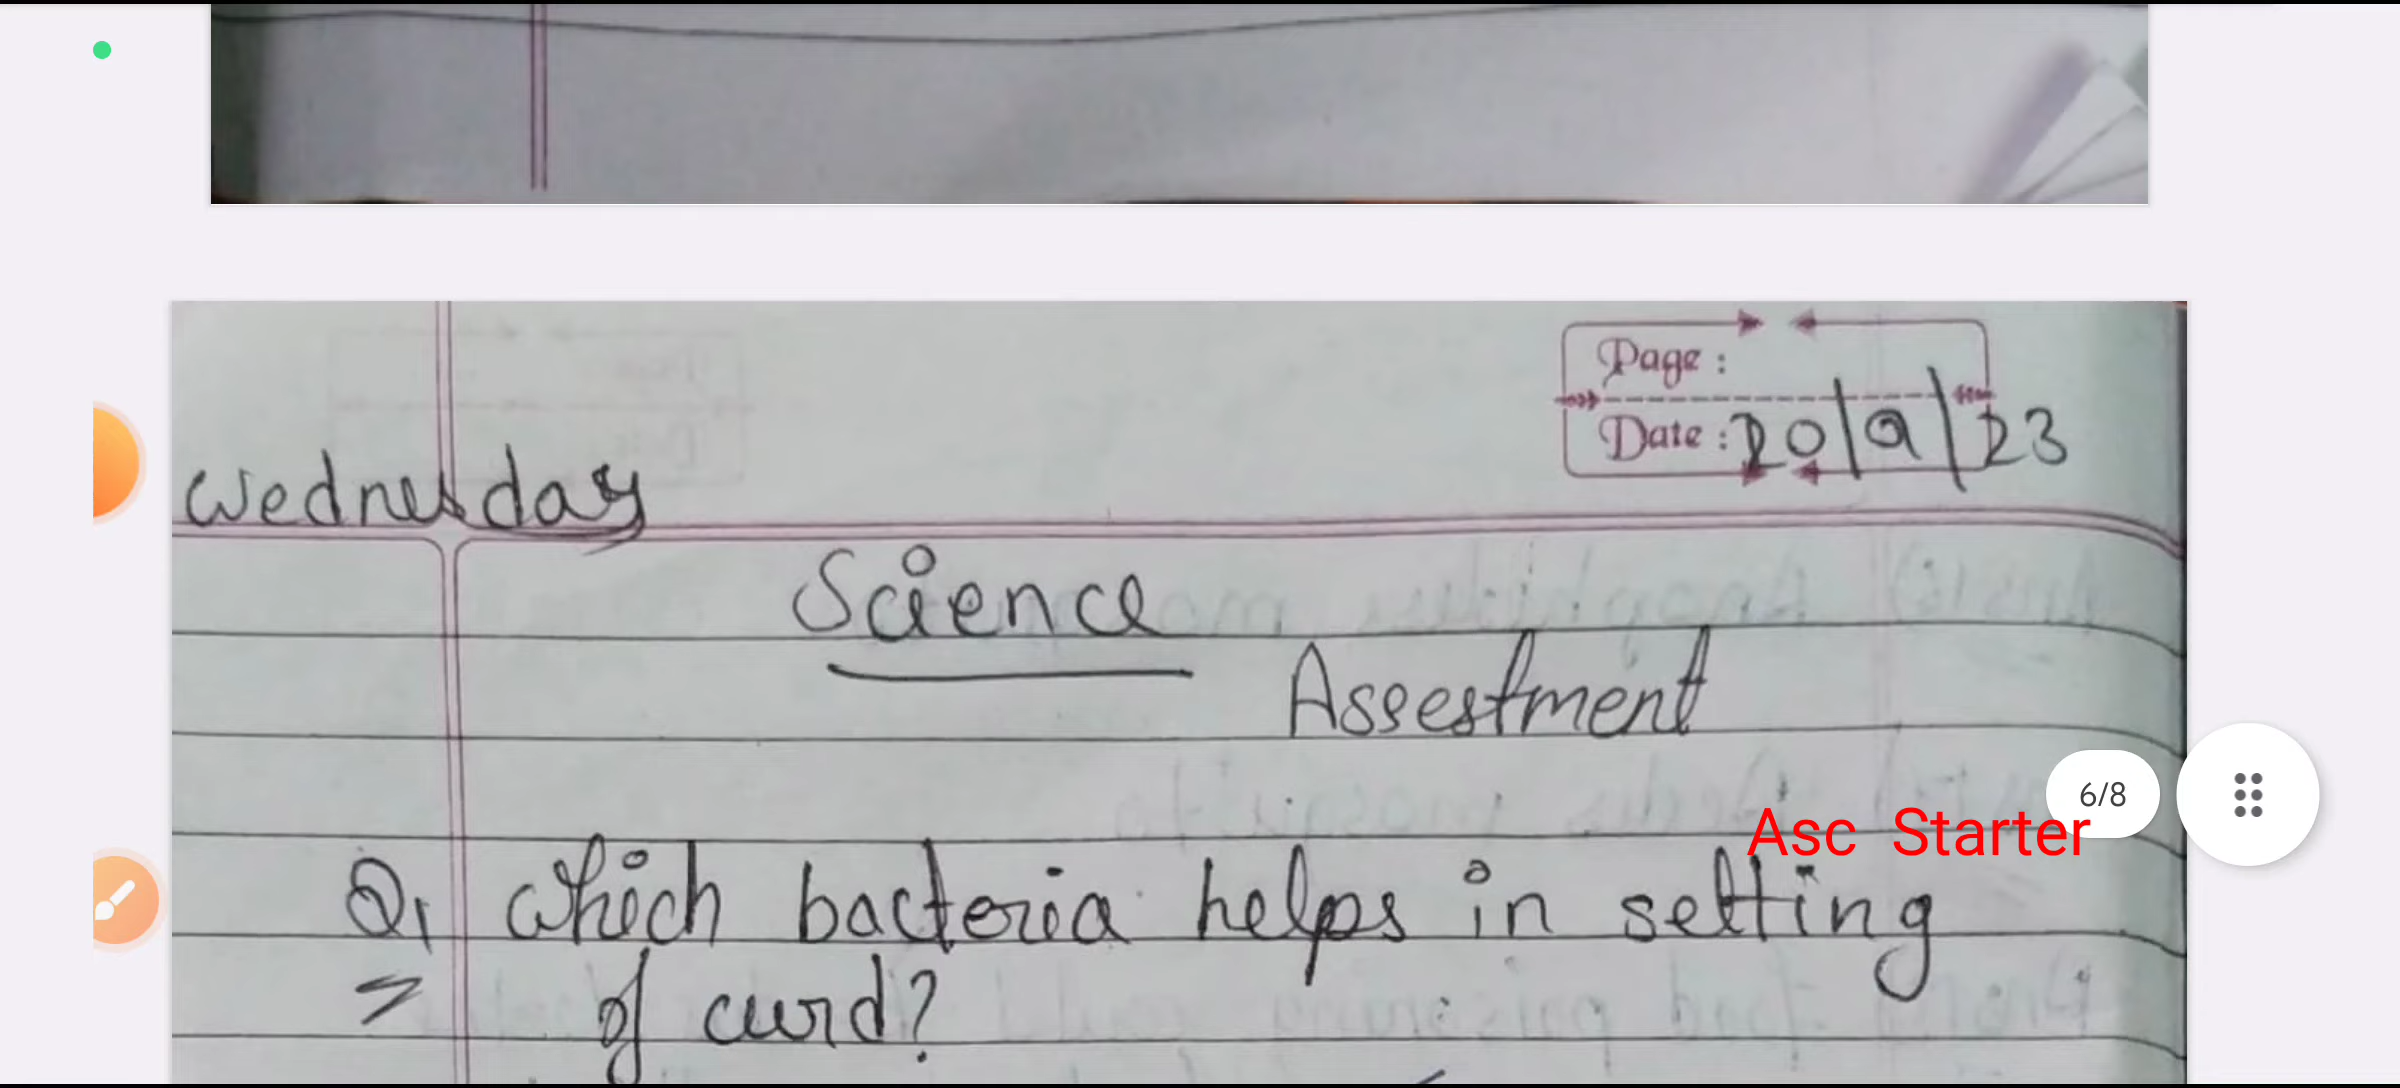 Page :
Date : 20/9/23
Wednesday
Science
Assestment
6/8
Asc Starter
Q1 Which bacteria helps in setting
of curd?